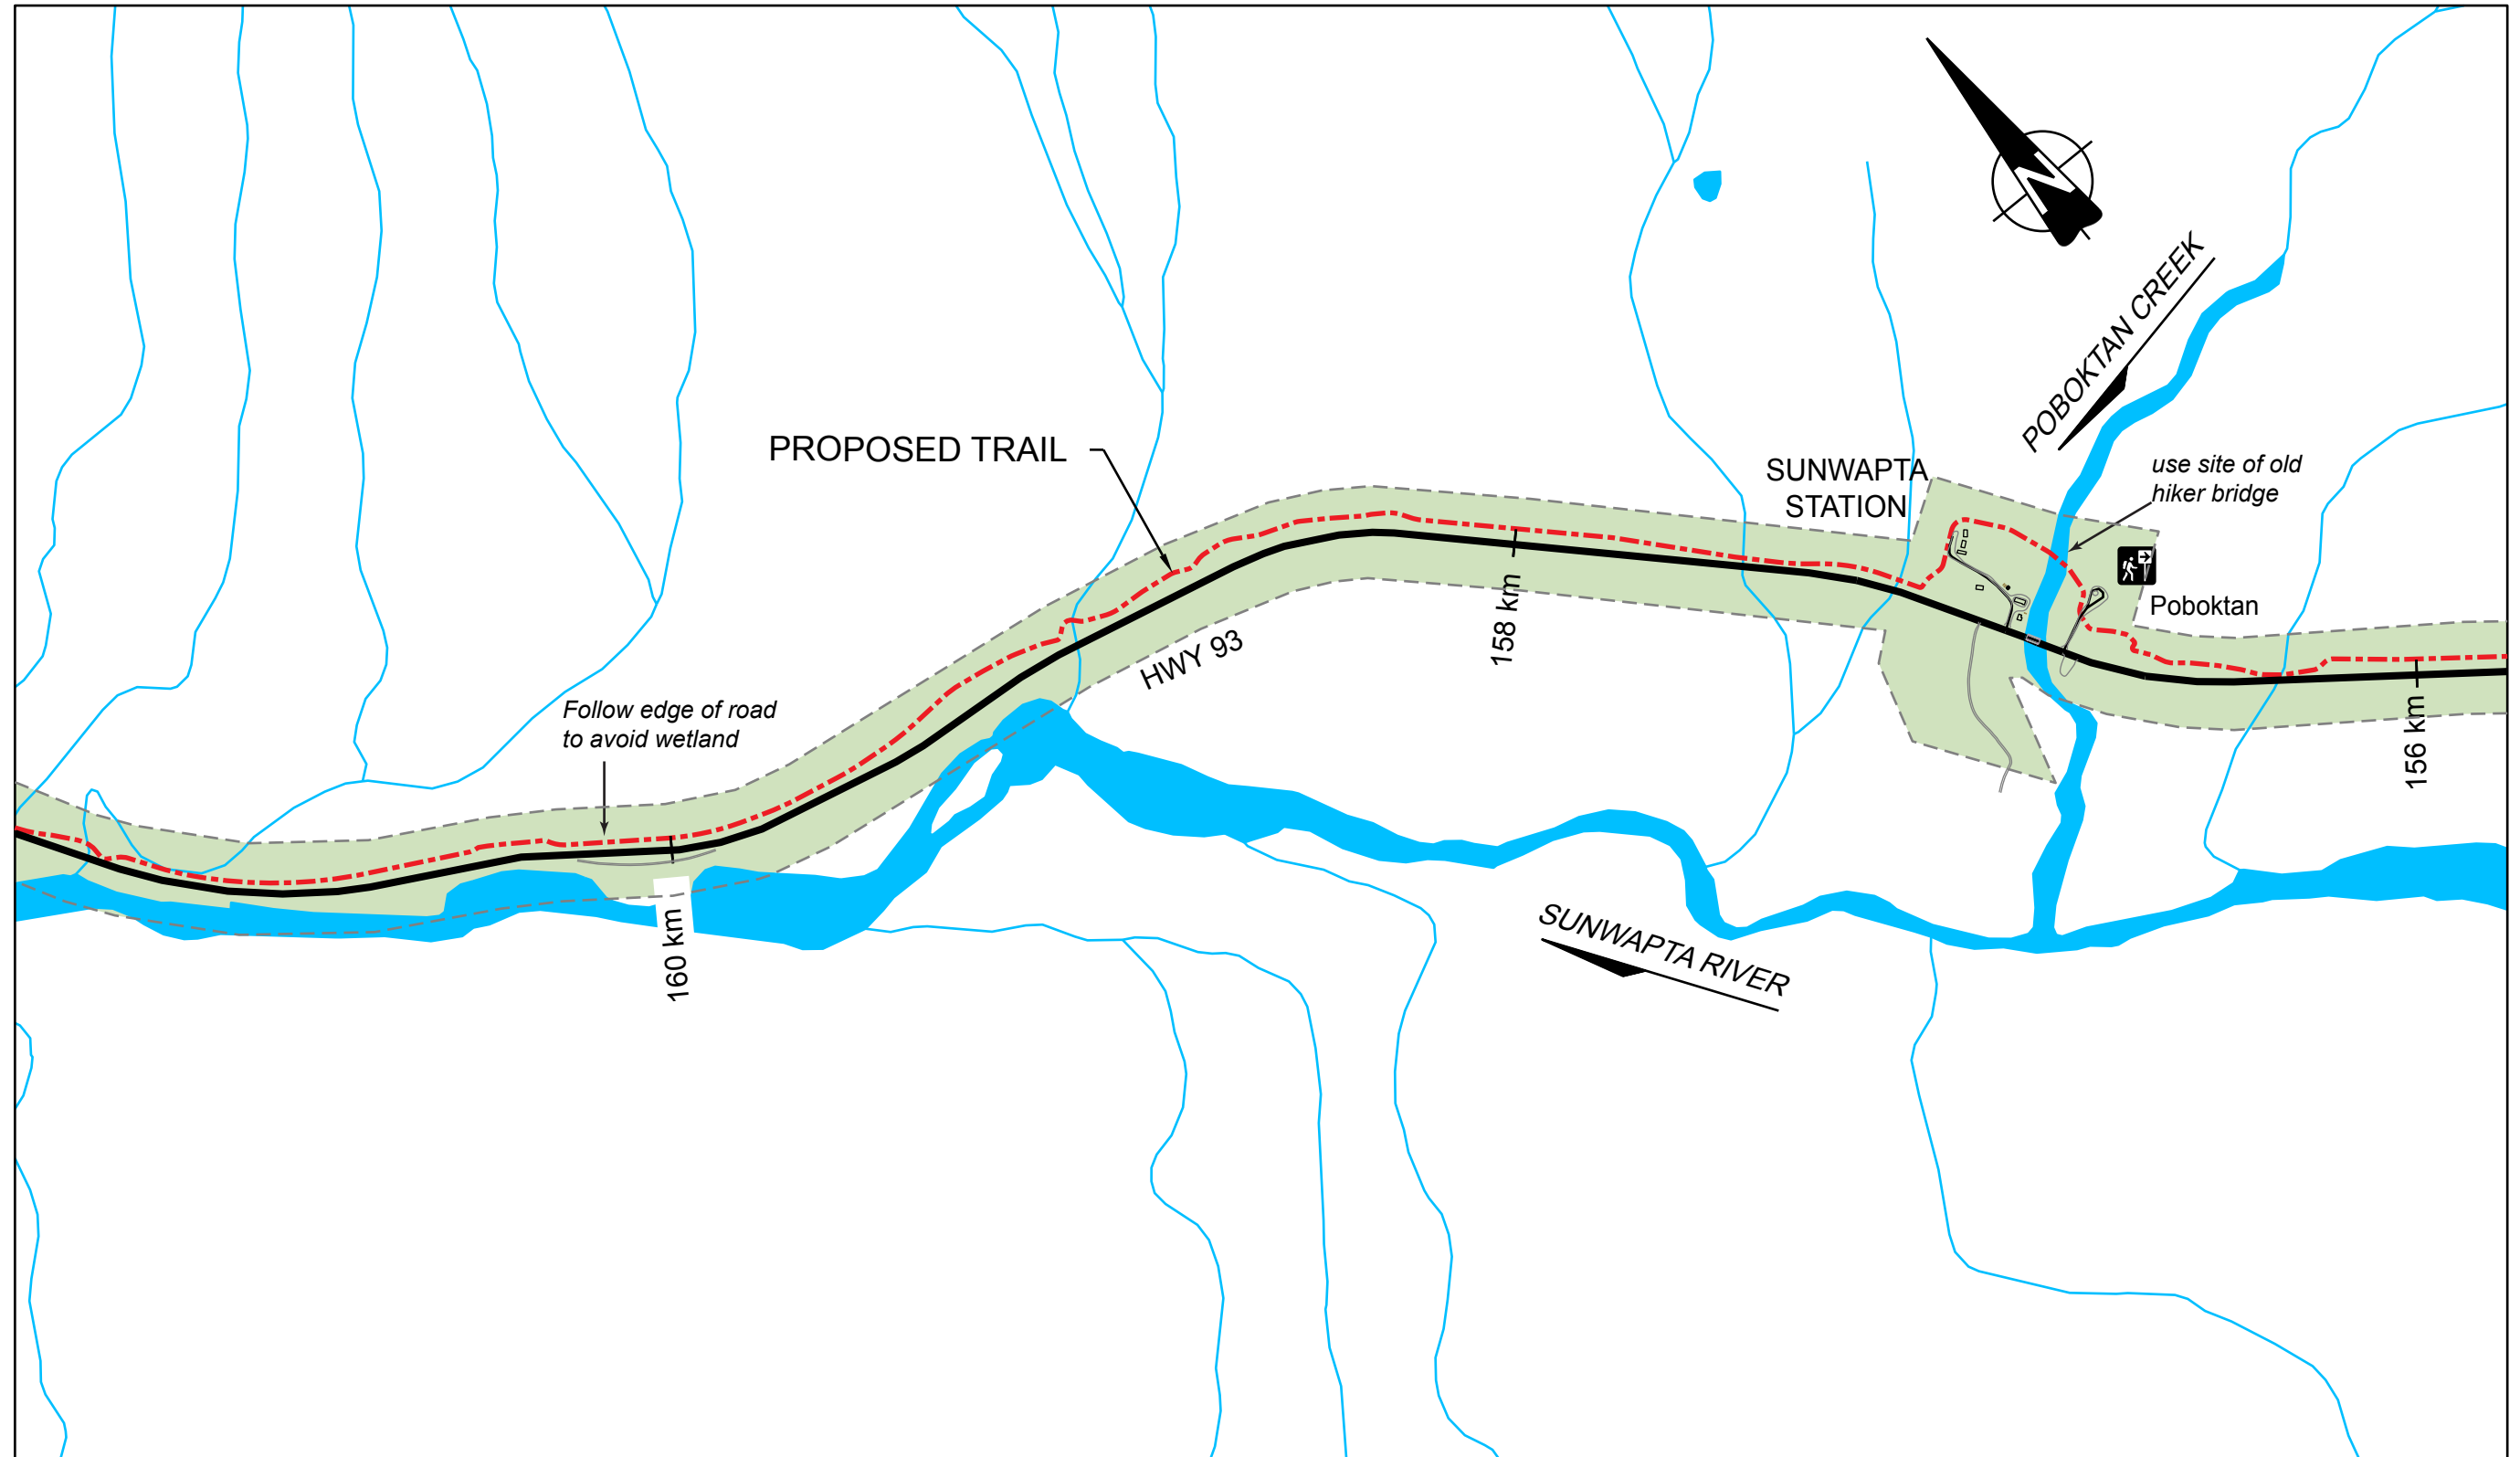 N
POBOKTAN CREEK
PROPOSED TRAIL
SUNWAPTA
STATION
use site of old
hiker bridge
Poboktan
158 km
HWY 93
156 km
Follow edge of road
to avoid wetland
160 km
SUNWAPTA RIVER